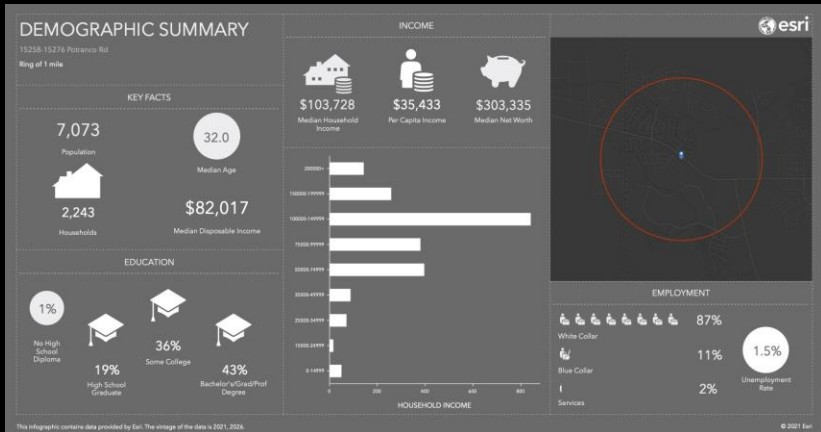 DEMOGRAPHIC SUMMARY
15258-15276 Potranco Rd
Ring of 1 mile
KEY FACTS
7,073
Population
32.0
Median Age
2,243
Households
$82,017
Median Disposable Income
EDUCATION
1%
No High
School
Diploma
19%
High School
Graduate
36%
Some College
43%
Bachelor's/Grad/Prof
Degree
INCOME
$103,728
Median Household
Income
$35,433
Per Capita Income
$303,335
Median Net Worth
200000+
150000-199999
100000-149999
75000-99999
50000-74999
35000-49999
25000-34999
15000-24999
0-14999
0
200
400
600
800
HOUSEHOLD INCOME
esri
EMPLOYMENT
87%
White Collar
11%
Blue Collar
2%
Services
1.5%
Unemployment
Rate
This infographic contains data provided by Esri. The vintage of the data is 2021, 2026.
© 2021 Esri